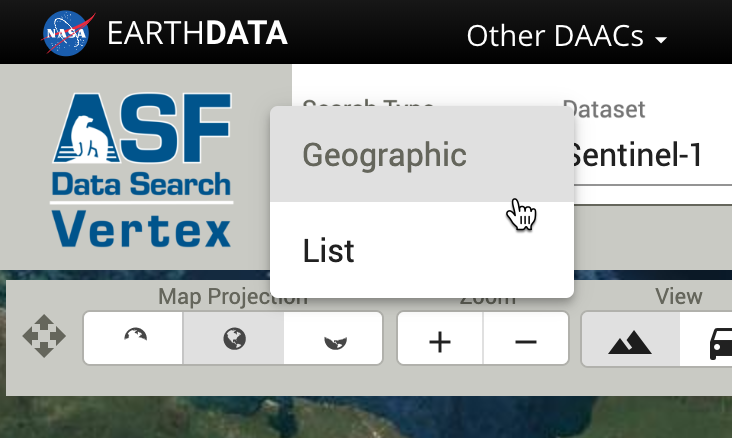 NASA EARTHDATA
Other DAACs
ASF
Data Search
Vertex
Search Type
Dataset
Geographic
Sentinel-1
List
Map Projection
Zoom
View